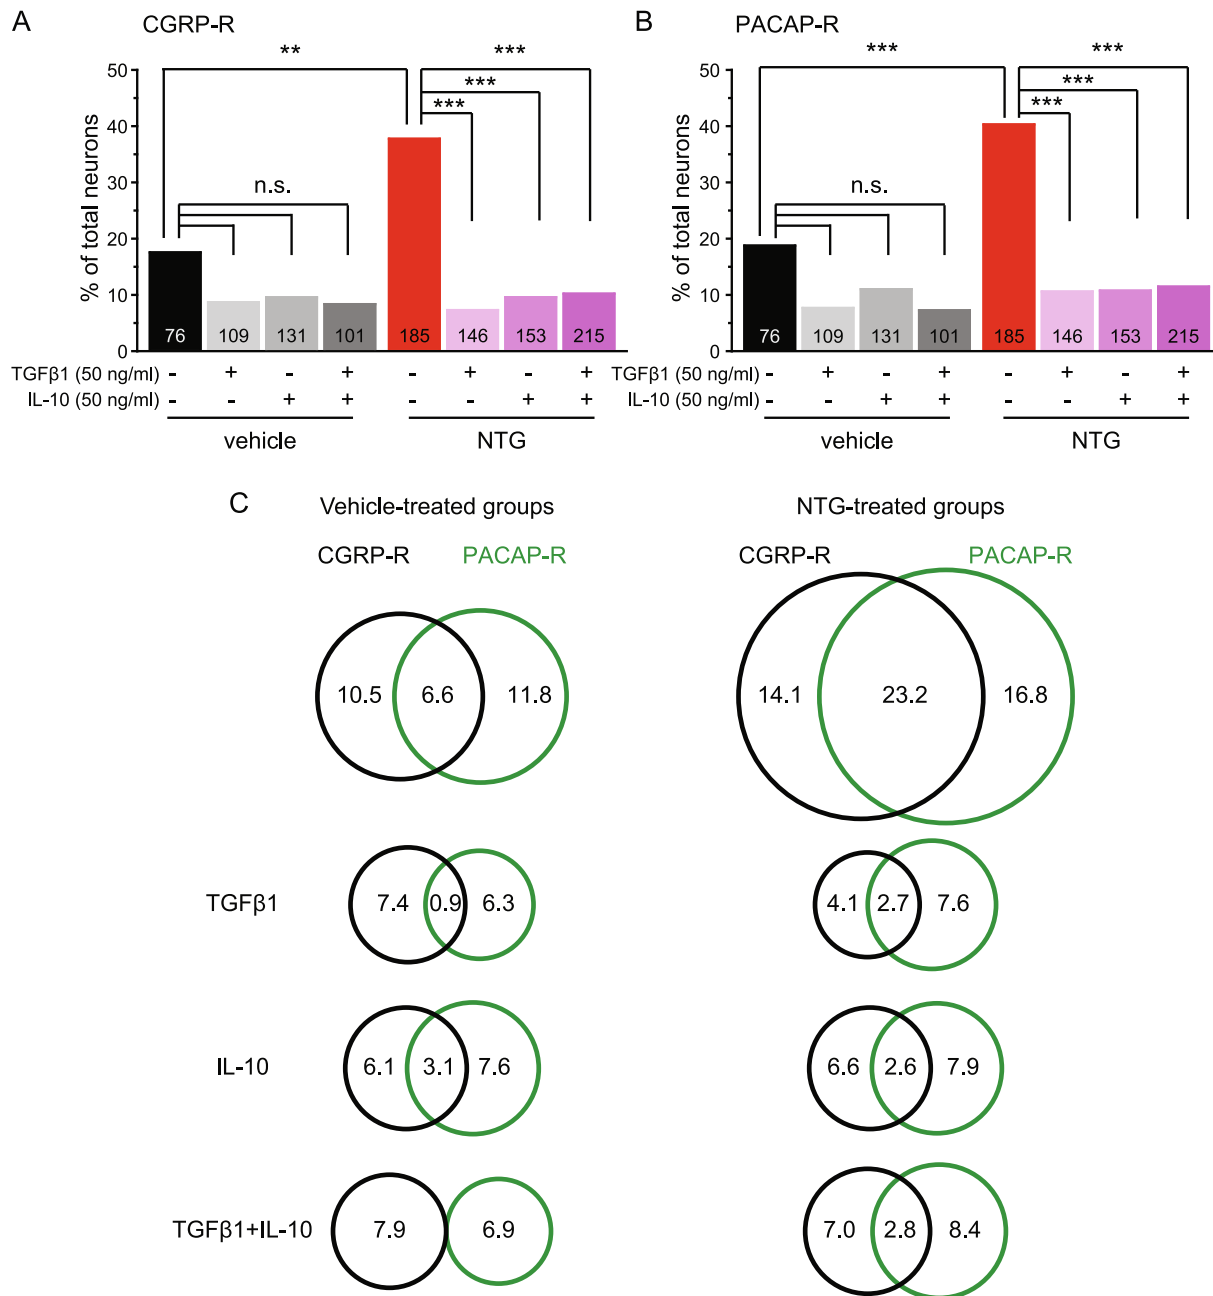 A CGRP-R
** ***
***
***
n.s.
% of total neurons
50
40
30
20
10
0
76 109 131 101 185 146 153 215
TGFβ1 (50 ng/ml) - + - + - + - +
IL-10 (50 ng/ml) - - + + - - + +
vehicle NTG
B PACAP-R
*** ***
***
***
n.s.
% of total neurons
50
40
30
20
10
0
76 109 131 101 185 146 153 215
TGFβ1 (50 ng/ml) - + - + - + - +
IL-10 (50 ng/ml) - - + + - - + +
vehicle NTG
C Vehicle-treated groups NTG-treated groups
CGRP-R PACAP-R CGRP-R PACAP-R
10.5 6.6 11.8 14.1 23.2 16.8
TGFβ1 7.4 0.9 6.3 4.1 2.7 7.6
IL-10 6.1 3.1 7.6 6.6 2.6 7.9
TGFβ1+IL-10 7.9 6.9 7.0 2.8 8.4